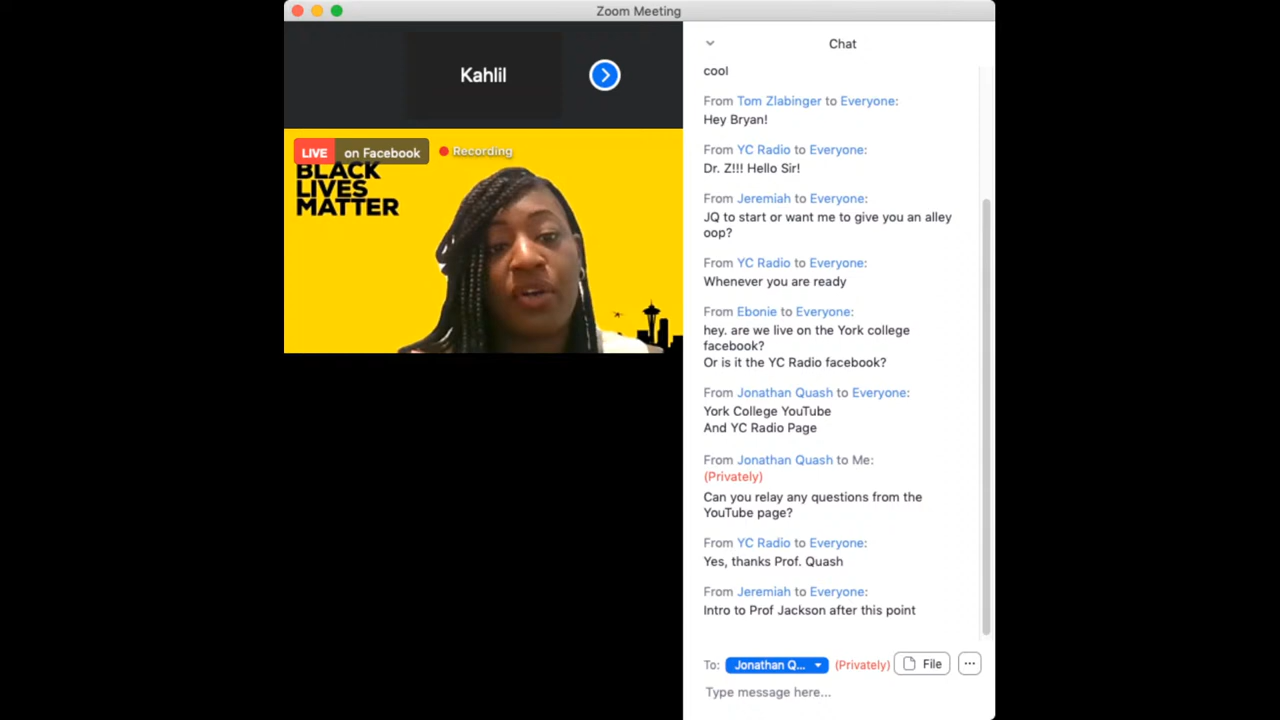 Zoom Meeting
Kahlil
LIVE on Facebook
Recording
BLACK
LIVES
MATTER
Chat
cool
From Tom Zlabinger to Everyone:
Hey Bryan!
From YC Radio to Everyone:
Dr. Z!!! Hello Sir!
From Jeremiah to Everyone:
JQ to start or want me to give you an alley
oop?
From YC Radio to Everyone:
Whenever you are ready
From Ebonie to Everyone:
hey. are we live on the York college
facebook?
Or is it the YC Radio facebook?
From Jonathan Quash to Everyone:
York College YouTube
And YC Radio Page
From Jonathan Quash to Me:
(Privately)
Can you relay any questions from the
YouTube page?
From YC Radio to Everyone:
Yes, thanks Prof. Quash
From Jeremiah to Everyone:
Intro to Prof Jackson after this point
To: Jonathan Q... (Privately) File ...
Type message here...